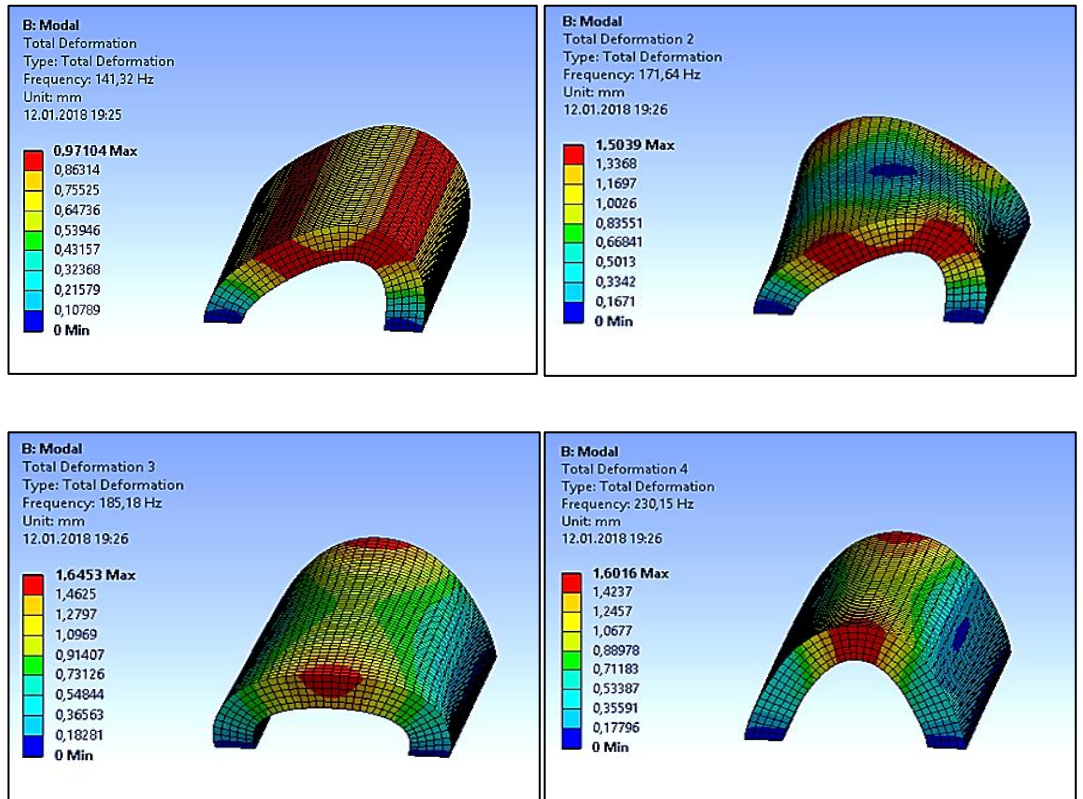 B: Modal
Total Deformation
Type: Total Deformation
Frequency: 141,32 Hz
Unit: mm
12.01.2018 19:25
0,97104 Max
0,86314
0,75525
0,64736
0,53946
0,43157
0,32368
0,21579
0,10789
0 Min
B: Modal
Total Deformation 2
Type: Total Deformation
Frequency: 171,64 Hz
Unit: mm
12.01.2018 19:26
1,5039 Max
1,3368
1,1697
1,0026
0,83551
0,66841
0,5013
0,3342
0,1671
0 Min
B: Modal
Total Deformation 3
Type: Total Deformation
Frequency: 185,18 Hz
Unit: mm
12.01.2018 19:26
1,6453 Max
1,4625
1,2797
1,0969
0,91407
0,73126
0,54844
0,36563
0,18281
0 Min
B: Modal
Total Deformation 4
Type: Total Deformation
Frequency: 230,15 Hz
Unit: mm
12.01.2018 19:26
1,6016 Max
1,4237
1,2457
1,0677
0,88978
0,71183
0,53387
0,35591
0,17796
0 Min